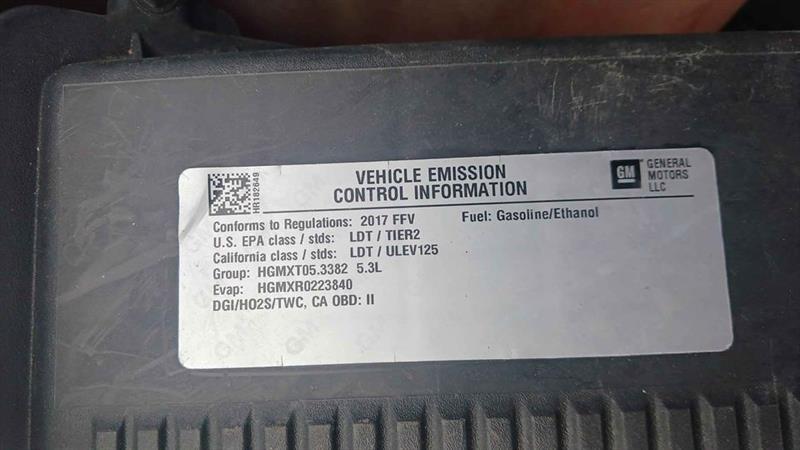 VEHICLE EMISSION
CONTROL INFORMATION
GM
GENERAL
MOTORS
LLC
HR182649
Conforms to Regulations: 2017 FFV
Fuel: Gasoline/Ethanol
U.S. EPA class / stds: LDT / TIER2
California class / stds: LDT / ULEV125
Group: HGMXT05.3382 5.3L
Evap: HGMXR0223840
DGI/HO2S/TWC, CA OBD: II